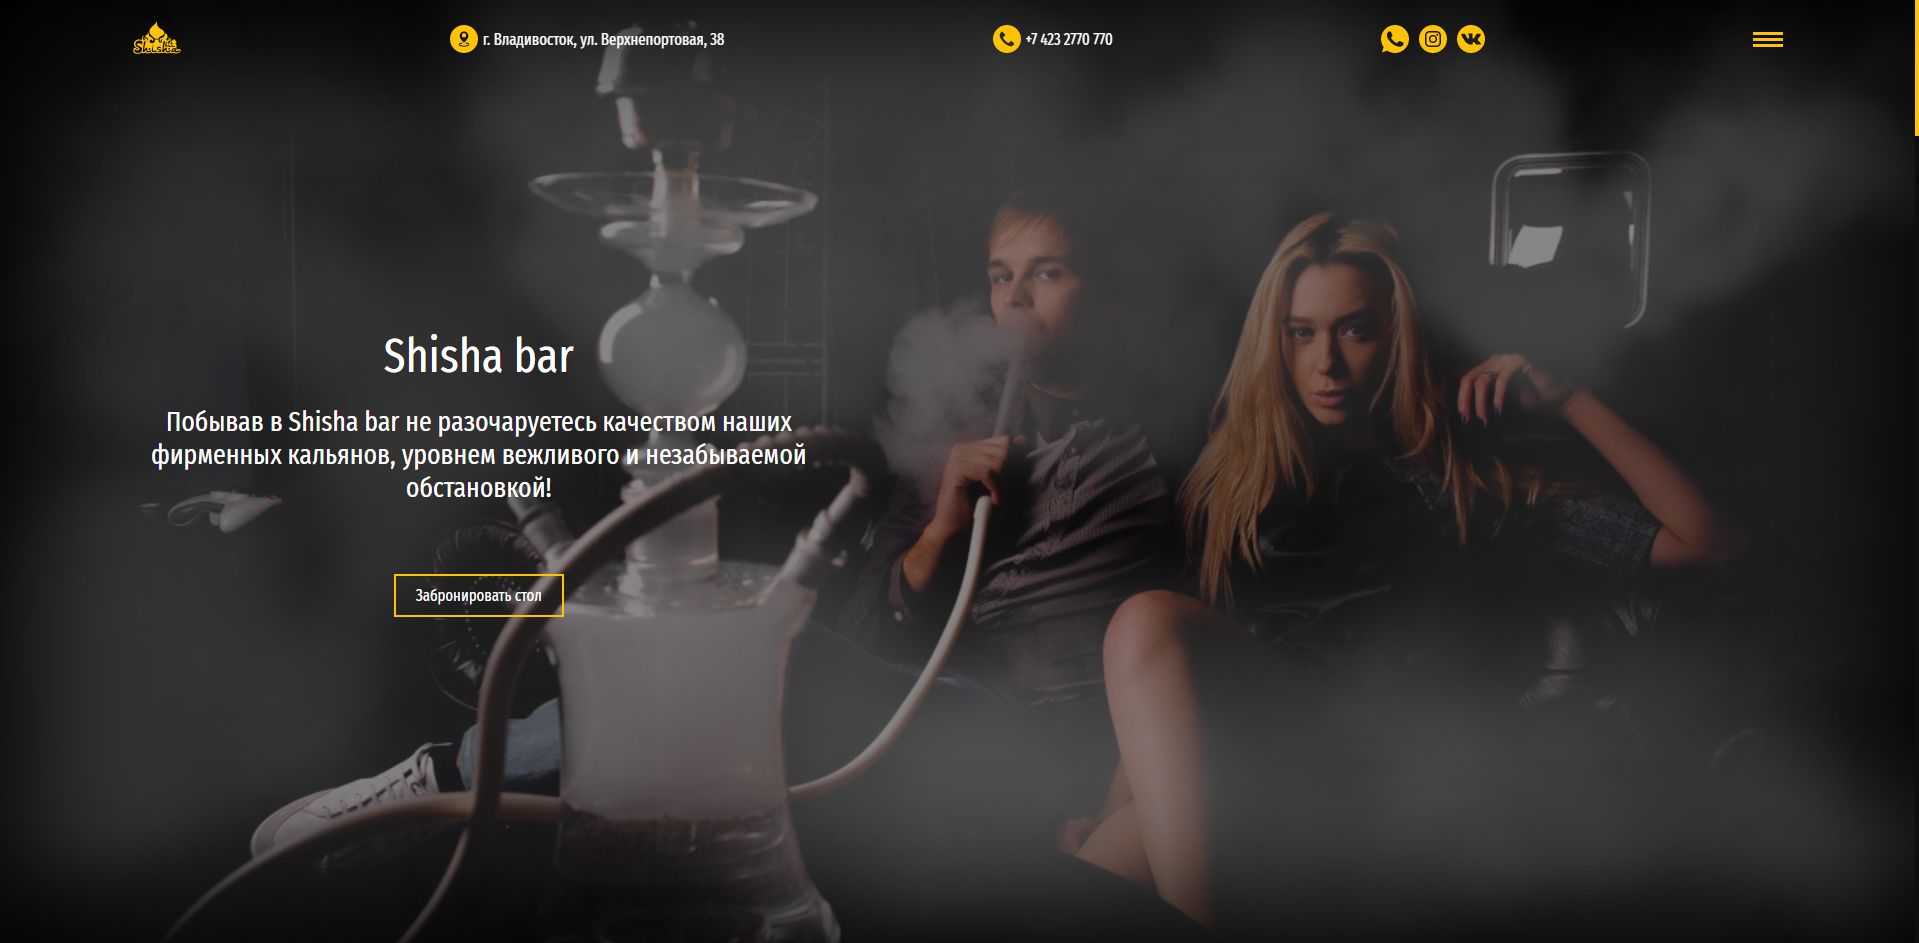 Shisha
г. Владивосток, ул. Верхнепортовая, 38
+7 423 2770 770
Shisha bar
Побывав в Shisha bar не разочаруетесь качеством наших
фирменных кальянов, уровнем вежливого и незабываемой
обстановкой!
Забронировать стол